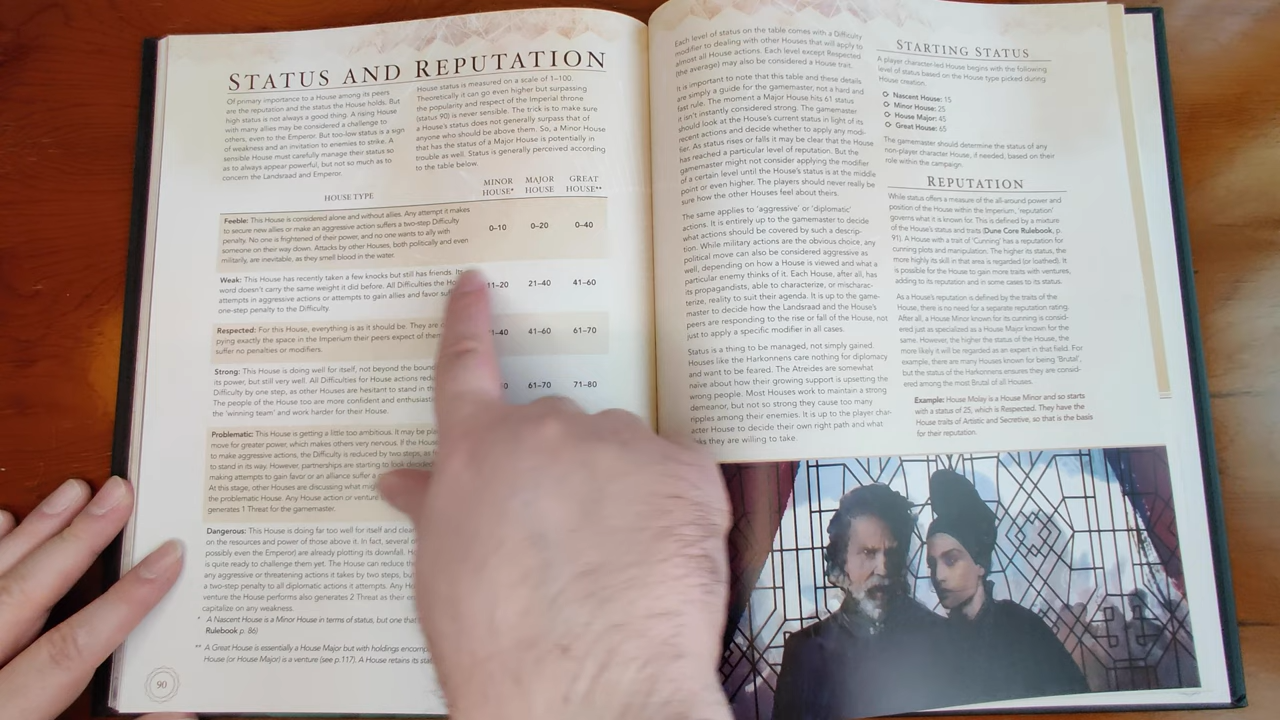 STATUS AND REPUTATION
Of primary importance to a House among its peers
are the reputation and the status the House holds. But
high status is not always a good thing. A rising House
with many allies may be considered a challenge to
others, even to the Emperor. But too-low status is a sign
of weakness and an invitation to enemies to strike. A
sensible House must carefully manage their status so
as to always appear powerful, but not so much as to
concern the Landsraad and Emperor.
House status is measured on a scale of 1–100.
Theoretically it can go even higher but surpassing
the popularity and respect of the Imperial throne
(status 90) is never sensible. The trick is to make sure
a House's status does not generally surpass that of
anyone who should be above them. So, a Minor House
that has the status of a Major House is potentially in
trouble as well. Status is generally perceived according
to the table below.
HOUSE TYPE
MINOR HOUSE*
MAJOR HOUSE
GREAT HOUSE**
Feeble: This House is considered alone and without allies. Any attempt it makes
to secure new allies or make an aggressive action suffers a two-step Difficulty
penalty. No one is frightened of their power, and no one wants to ally with
someone on their way down. Attacks by other Houses, both politically and even
militarily, are inevitable, as they smell blood in the water.
0–10 0–20 0–40
Weak: This House has recently taken a few knocks but still has friends. Its
word doesn't carry the same weight it did before. All Difficulties the
attempts in aggressive actions or attempts to gain allies and favor
one-step penalty to the Difficulty.
11–20 21–40 41–60
Respected: For this House, everything is as it should be. They are
pying exactly the space in the Imperium their peers expect of them
suffer no penalties or modifiers.
–40 41–60 61–70
Strong: This House is doing well for itself, not beyond the
its power, but still very well. All Difficulties for House actions
Difficulty by one step, as other Houses are hesitant to stand in
The people of the House too are more confident and
the 'winning team' and work harder for their House.
61–70 71–80
Problematic: This House is getting a little too ambitious. It may be
move for greater power, which makes others very nervous. If the
to make aggressive actions, the Difficulty is reduced by two steps, as
to stand in its way. However, partnerships are starting to look
making attempts to gain favor or an alliance suffer a
At this stage, other Houses are discussing what
the problematic House. Any House action or venture
generates 1 Threat for the gamemaster.
Dangerous: This House is doing far too well for itself and
on the resources and power of those above it. In fact, several
possibly even the Emperor) are already plotting its downfall.
is quite ready to challenge them yet. The House can reduce the
any aggressive or threatening actions it takes by two steps, but
a two-step penalty to all diplomatic actions it attempts. Any
venture the House performs also generates 2 Threat as their
capitalize on any weakness.
* A Nascent House is a Minor House in terms of status, but one that
Rulebook p. 86)
** A Great House is essentially a House Major but with holdings
House (or House Major) is a venture (see p.117). A House retains its
90
Each level of status on the table comes with a Difficulty
modifier to dealing with other Houses that will apply to
almost all House actions. Each level except Respected
(the average) may also be considered a House trait.
It is important to note that this table and these details
are simply a guide for the gamemaster, not a hard and
fast rule. The moment a Major House hits 61 status
it isn't instantly considered strong. The gamemaster
should look at the House's current status in light of its
recent actions and decide whether to apply any modi-
fier. As status rises or falls it may be clear that the House
has reached a particular level of reputation. But the
gamemaster might not consider applying the modifier
of a certain level until the House's status is at the middle
point or even higher. The players should never really be
sure how the other Houses feel about theirs.
The same applies to 'aggressive' or 'diplomatic'
actions. It is entirely up to the gamemaster to decide
what actions should be covered by such a descrip-
tion. While military actions are the obvious choice, any
political move can also be considered aggressive as
well, depending on how a House is viewed and what a
particular enemy thinks of it. Each House, after all, has
its propagandists, able to characterize, or mischarac-
terize, reality to suit their agenda. It is up to the game-
master to decide how the Landsraad and the House's
peers are responding to the rise or fall of the House, not
just to apply a specific modifier in all cases.
Status is a thing to be managed, not simply gained.
Houses like the Harkonnens care nothing for diplomacy
and want to be feared. The Atreides are somewhat
naive about how their growing support is upsetting the
wrong people. Most Houses work to maintain a strong
demeanor, but not so strong they cause too many
ripples among their enemies. It is up to the player char-
acter House to decide their own right path and what
they are willing to take.
STARTING STATUS
A player character-led House begins with the following
level of status based on the House type picked during
House creation.
Nascent House: 15
Minor House: 25
House Major: 45
Great House: 65
The gamemaster should determine the status of any
non-player character House, if needed, based on their
role within the campaign.
REPUTATION
While status offers a measure of the all-around power and
position of the House within the Imperium, 'reputation'
governs what it is known for. This is defined by a mixture
of the House's status and traits (Dune Core Rulebook, p.
91). A House with a trait of 'Cunning' has a reputation for
cunning plots and manipulation. The higher its status, the
more highly its skill in that area is regarded (or loathed). It
is possible for the House to gain more traits with ventures,
adding to its reputation and in some cases to its status.
As a House's reputation is defined by the traits of the
House, there is no need for a separate reputation rating.
After all, a House Minor known for its cunning is consid-
ered just as specialized as a House Major known for the
same. However, the higher the status of the House, the
more likely it will be regarded as an expert in that field. For
example, there are many Houses known for being 'Brutal',
but the status of the Harkonnens ensures they are consid-
ered among the most Brutal of all Houses.
Example: House Molay is a House Minor and so starts
with a status of 25, which is Respected. They have the
House traits of Artistic and Secretive, so that is the basis
for their reputation.